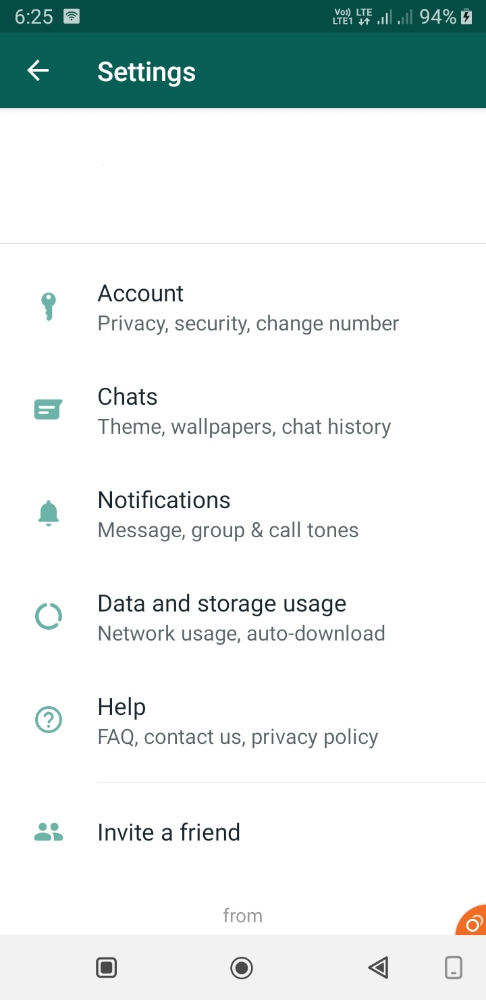 6:25 Vo)) LTE1 LTE 94%
Settings
Account
Privacy, security, change number
Chats
Theme, wallpapers, chat history
Notifications
Message, group & call tones
Data and storage usage
Network usage, auto-download
Help
FAQ, contact us, privacy policy
Invite a friend
from